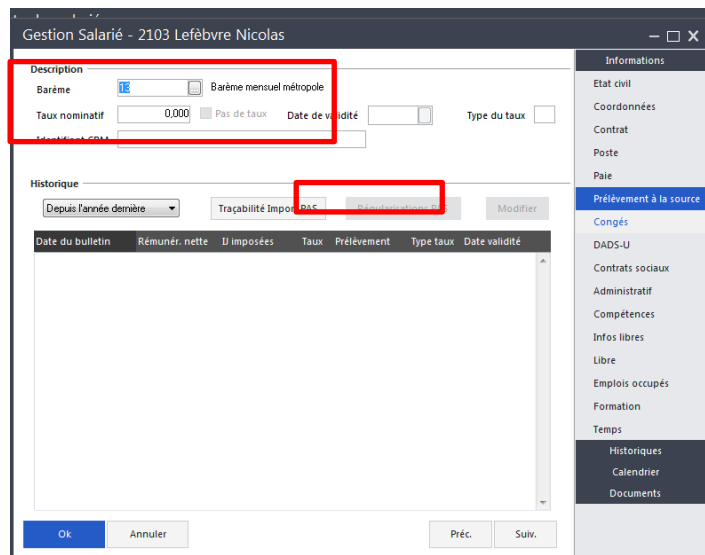 Gestion Salarié - 2103 Lefèbvre Nicolas
Description
Barème 13 ... Barème mensuel métropole
Taux nominatif 0,000 Pas de taux Date de validité Type du taux
Historique
Depuis l'année dernière Traçabilité Import PAS Régularisations PAS Modifier
Date du bulletin Rémunér. nette IJ imposées Taux Prélèvement Type taux Date validité
Ok Annuler Préc. Suiv.
Informations
Etat civil
Coordonnées
Contrat
Poste
Paie
Prélèvement à la source
Congés
DADS-U
Contrats sociaux
Administratif
Compétences
Infos libres
Libre
Emplois occupés
Formation
Temps
Historiques
Calendrier
Documents